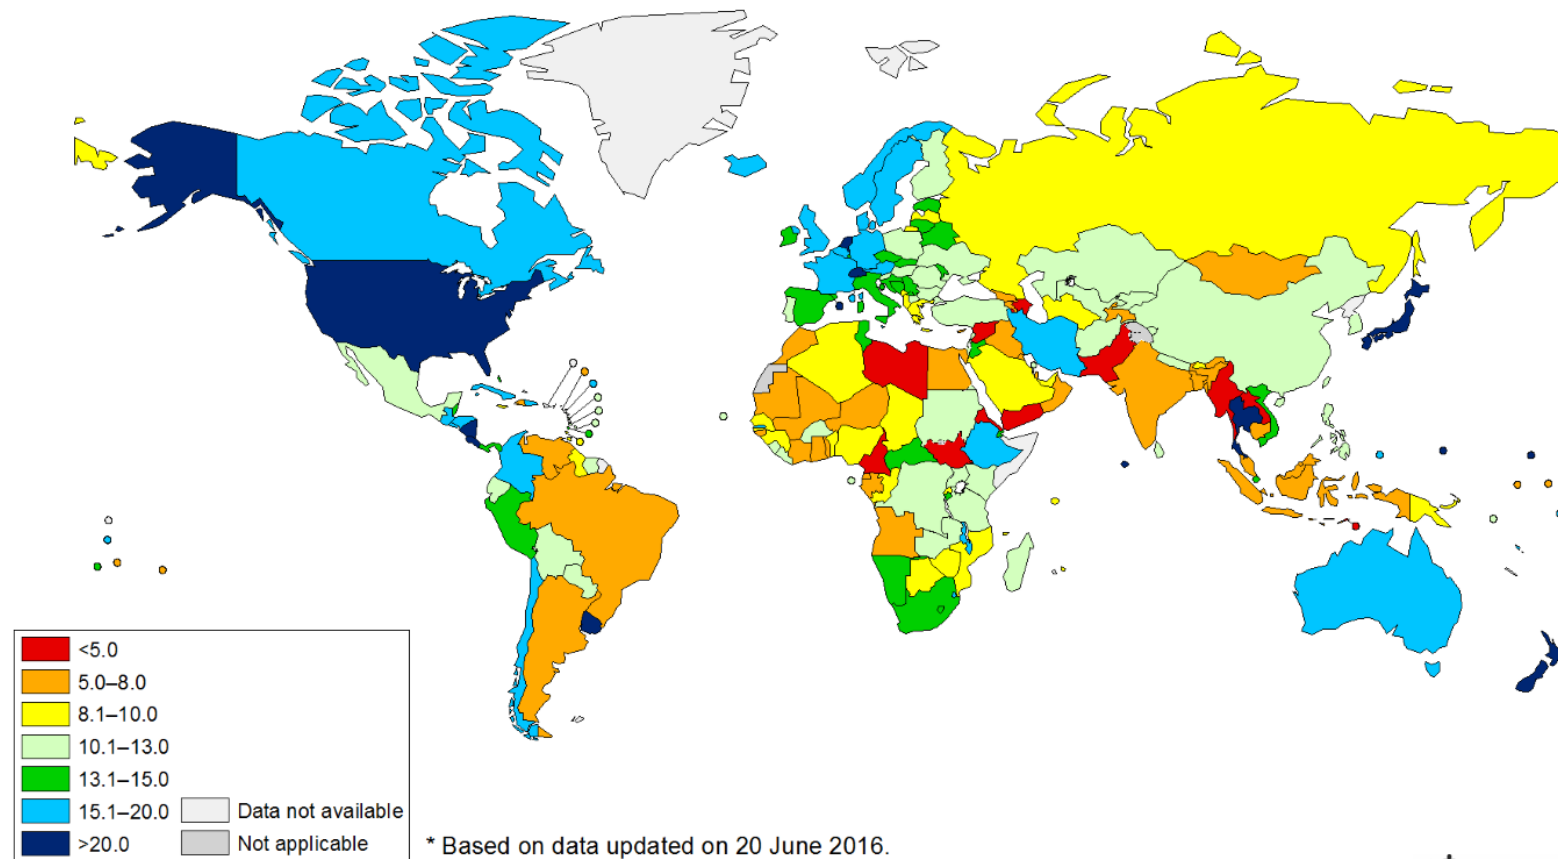 <5.0
5.0–8.0
8.1–10.0
10.1–13.0
13.1–15.0
15.1–20.0
>20.0
Data not available
Not applicable
* Based on data updated on 20 June 2016.